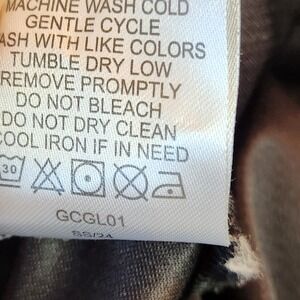 MACHINE WASH COLD
GENTLE CYCLE
ASH WITH LIKE COLORS
TUMBLE DRY LOW
REMOVE PROMPTLY
DO NOT BLEACH
DO NOT DRY CLEAN
COOL IRON IF IN NEED
30
GCGL01
SS/24